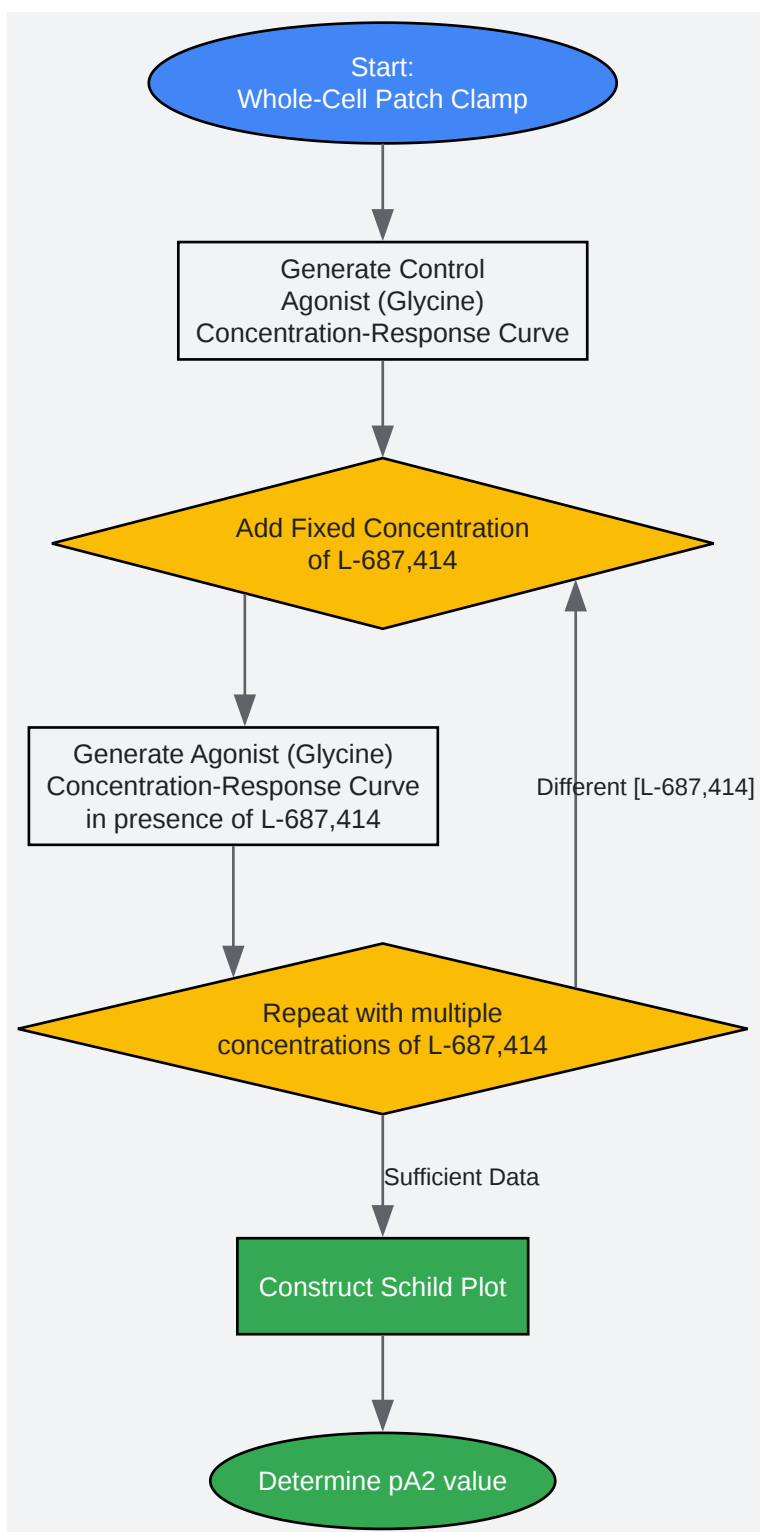 Start:
Whole-Cell Patch Clamp
Generate Control
Agonist (Glycine)
Concentration-Response Curve
Add Fixed Concentration
of L-687,414
Generate Agonist (Glycine)
Concentration-Response Curve
in presence of L-687,414
Different [L-687,414]
Repeat with multiple
concentrations of L-687,414
Sufficient Data
Construct Schild Plot
Determine pA2 value